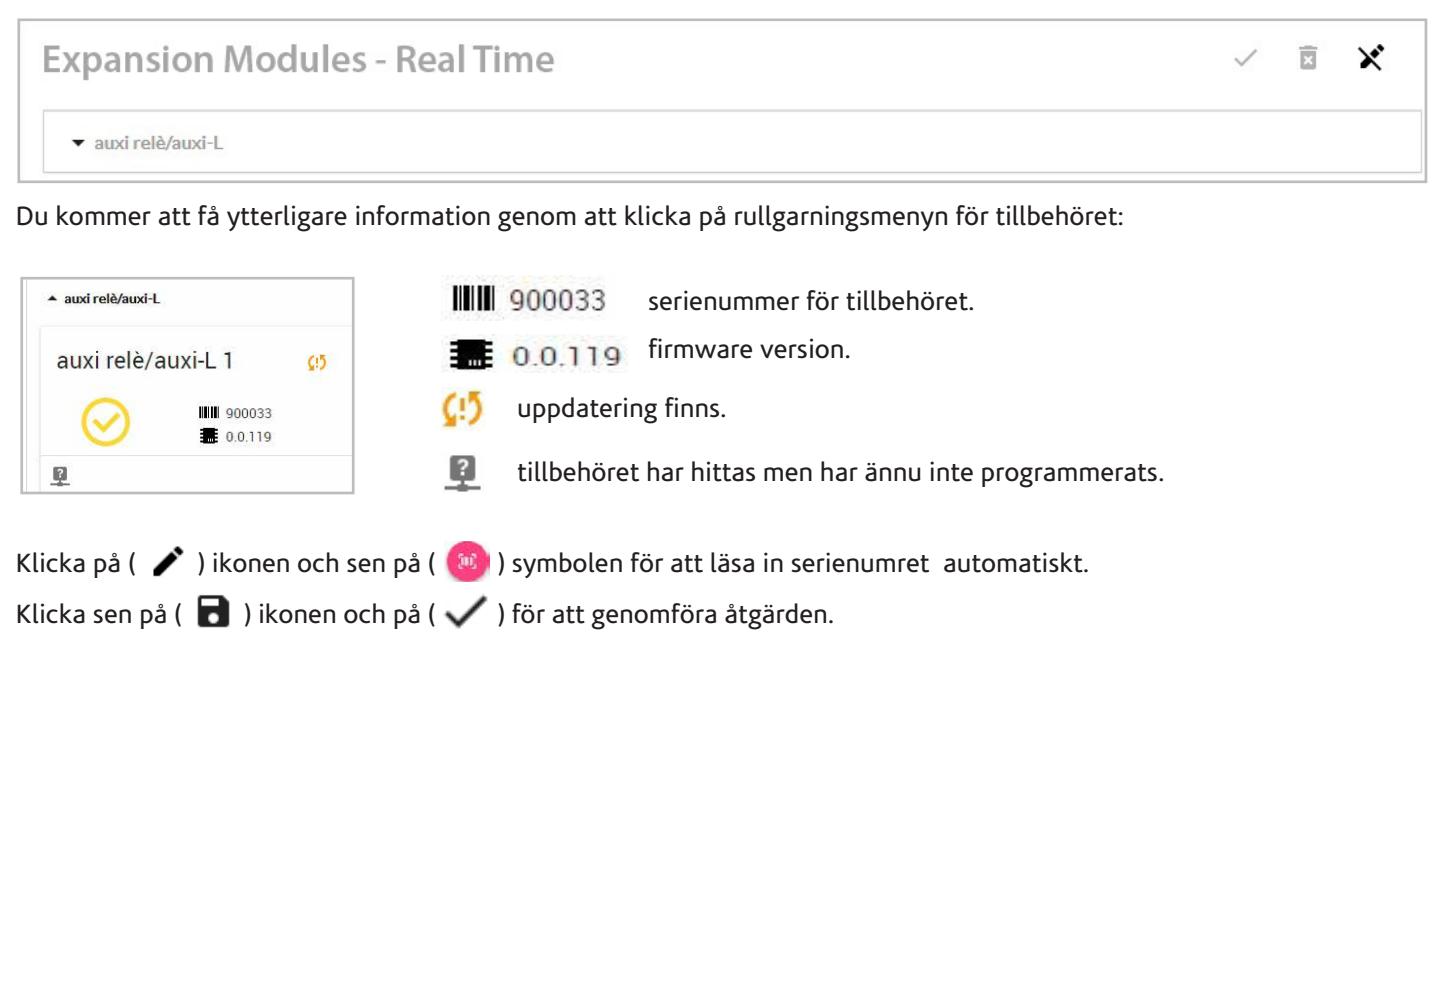 Expansion Modules - Real Time
auxi relè/auxi-L
Du kommer att få ytterligare information genom att klicka på rullgarningsmenyn för tillbehöret:
auxi relè/auxi-L
auxi relè/auxi-L 1
900033
0.0.119
900033 serienummer för tillbehöret.
0.0.119 firmware version.
uppdatering finns.
tillbehöret har hittas men har ännu inte programmerats.
Klicka på ( ) ikonen och sen på ( ) symbolen för att läsa in serienumret automatiskt.
Klicka sen på ( ) ikonen och på ( ) för att genomföra åtgärden.